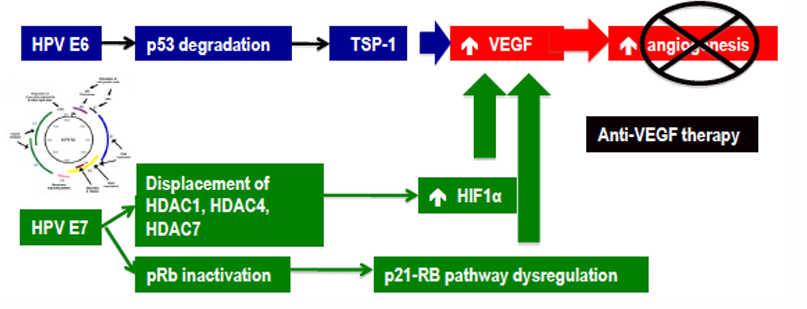 HPV E6
p53 degradation
TSP-1
VEGF
angiogenesis
Anti-VEGF therapy
Displacement of
HDAC1, HDAC4,
HDAC7
HIF1α
HPV E7
pRb inactivation
p21-RB pathway dysregulation